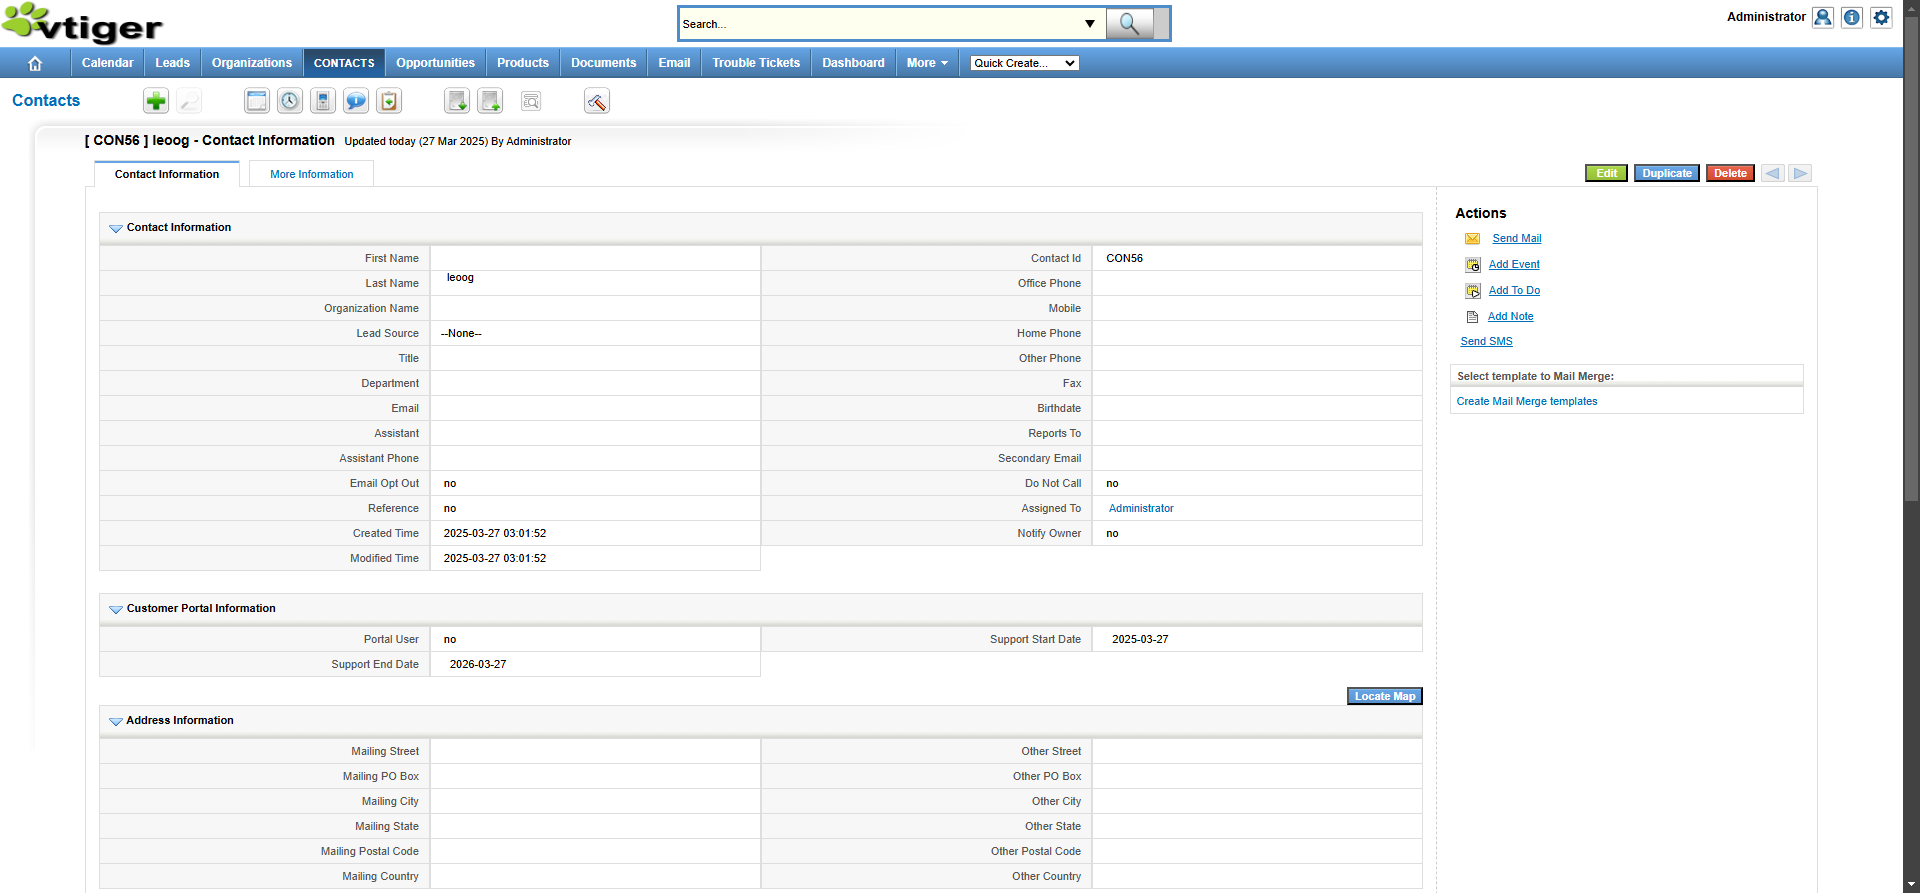 vtiger
Search...
Administrator
Calendar Leads Organizations CONTACTS Opportunities Products Documents Email Trouble Tickets Dashboard More Quick Create...
Contacts
[ CON56 ] leoog - Contact Information Updated today (27 Mar 2025) By Administrator
Contact Information More Information
Edit Duplicate Delete
Contact Information
First Name Contact Id CON56
Last Name leoog Office Phone
Organization Name Mobile
Lead Source --None-- Home Phone
Title Other Phone
Department Fax
Email Birthdate
Assistant Reports To
Assistant Phone Secondary Email
Email Opt Out no Do Not Call no
Reference no Assigned To Administrator
Created Time 2025-03-27 03:01:52 Notify Owner no
Modified Time 2025-03-27 03:01:52
Customer Portal Information
Portal User no Support Start Date 2025-03-27
Support End Date 2026-03-27
Locate Map
Address Information
Mailing Street Other Street
Mailing PO Box Other PO Box
Mailing City Other City
Mailing State Other State
Mailing Postal Code Other Postal Code
Mailing Country Other Country
Actions
Send Mail
Add Event
Add To Do
Add Note
Send SMS
Select template to Mail Merge:
Create Mail Merge templates